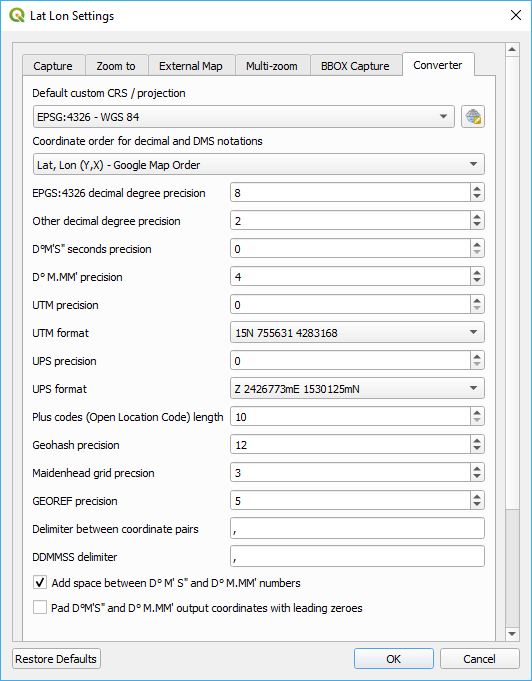 Lat Lon Settings
Capture Zoom to External Map Multi-zoom BBOX Capture Converter
Default custom CRS / projection
EPSG:4326 - WGS 84
Coordinate order for decimal and DMS notations
Lat, Lon (Y,X) - Google Map Order
EPGS:4326 decimal degree precision 8
Other decimal degree precision 2
D°M'S" seconds precision 0
D° M.MM' precision 4
UTM precision 0
UTM format 15N 755631 4283168
UPS precision 0
UPS format Z 2426773mE 1530125mN
Plus codes (Open Location Code) length 10
Geohash precision 12
Maidenhead grid precsion 3
GEOREF precision 5
Delimiter between coordinate pairs ,
DDMMSS delimiter ,
Add space between D° M' S" and D° M.MM' numbers
Pad D°M'S" and D° M.MM' output coordinates with leading zeroes
Restore Defaults OK Cancel